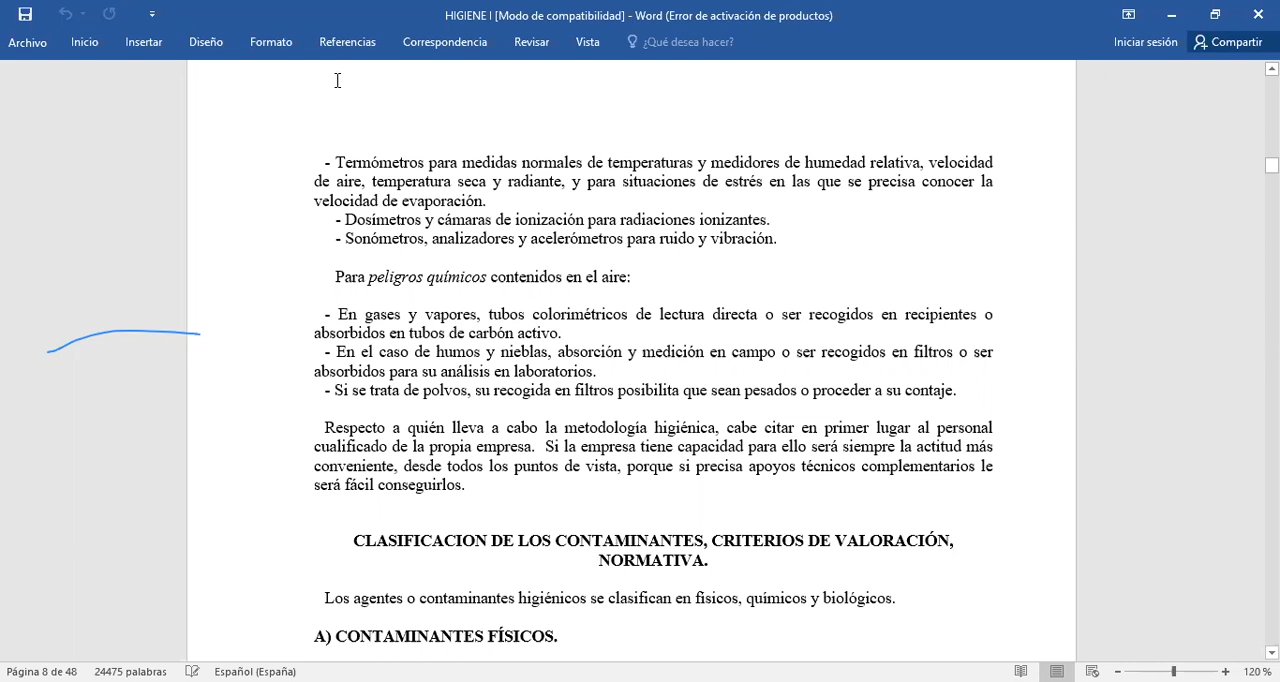 HIGIENE I [Modo de compatibilidad] - Word (Error de activación de productos)
Archivo Inicio Insertar Diseño Formato Referencias Correspondencia Revisar Vista ¿Qué desea hacer? Iniciar sesión Compartir
- Termómetros para medidas normales de temperaturas y medidores de humedad relativa, velocidad
de aire, temperatura seca y radiante, y para situaciones de estrés en las que se precisa conocer la
velocidad de evaporación.
- Dosímetros y cámaras de ionización para radiaciones ionizantes.
- Sonómetros, analizadores y acelerómetros para ruido y vibración.
Para peligros químicos contenidos en el aire:
- En gases y vapores, tubos colorimétricos de lectura directa o ser recogidos en recipientes o
absorbidos en tubos de carbón activo.
- En el caso de humos y nieblas, absorción y medición en campo o ser recogidos en filtros o ser
absorbidos para su análisis en laboratorios.
- Si se trata de polvos, su recogida en filtros posibilita que sean pesados o proceder a su contaje.
Respecto a quién lleva a cabo la metodología higiénica, cabe citar en primer lugar al personal
cualificado de la propia empresa.  Si la empresa tiene capacidad para ello será siempre la actitud más
conveniente, desde todos los puntos de vista, porque si precisa apoyos técnicos complementarios le
será fácil conseguirlos.
CLASIFICACION DE LOS CONTAMINANTES, CRITERIOS DE VALORACIÓN,
NORMATIVA.
Los agentes o contaminantes higiénicos se clasifican en físicos, químicos y biológicos.
A) CONTAMINANTES FÍSICOS.
Página 8 de 48 24475 palabras Español (España) 120 %